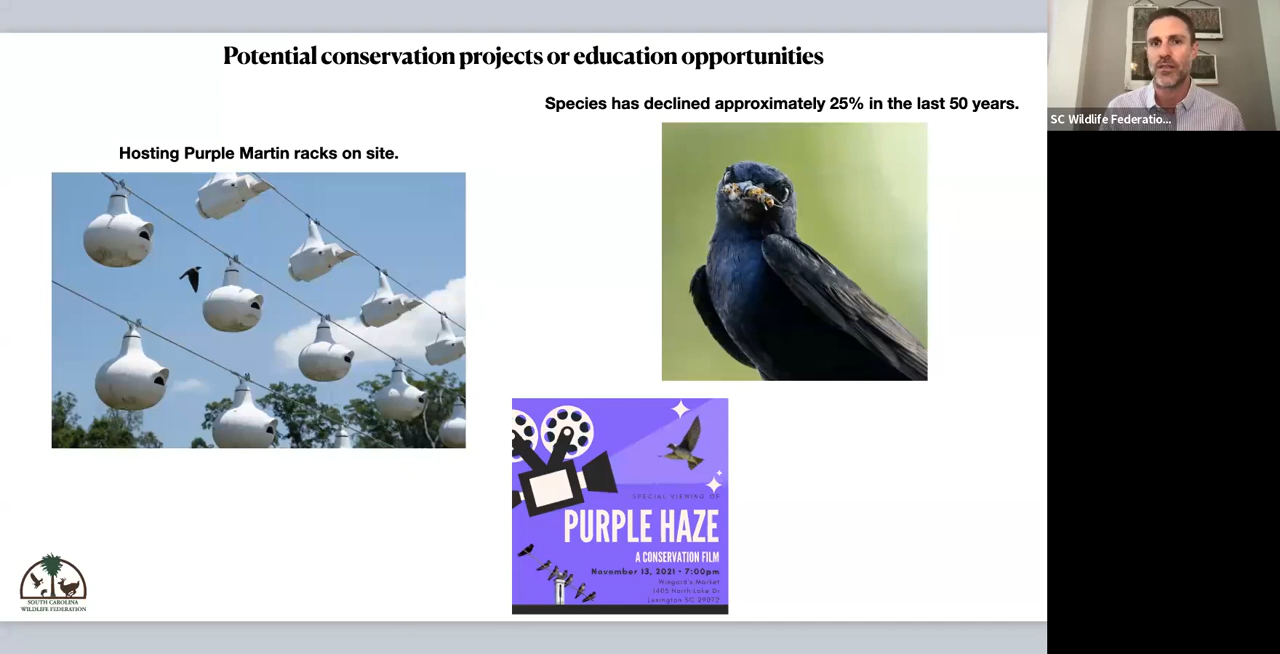 Potential conservation projects or education opportunities
Species has declined approximately 25% in the last 50 years.
Hosting Purple Martin racks on site.
SPECIAL VIEWING OF
PURPLE HAZE
A CONSERVATION FILM
November 13, 2021 • 7:00pm
Wingard's Market
1403 North Lake Dr
Lexington SC 29072
SOUTH CAROLINA
WILDLIFE FEDERATION
SC Wildlife Federatio...